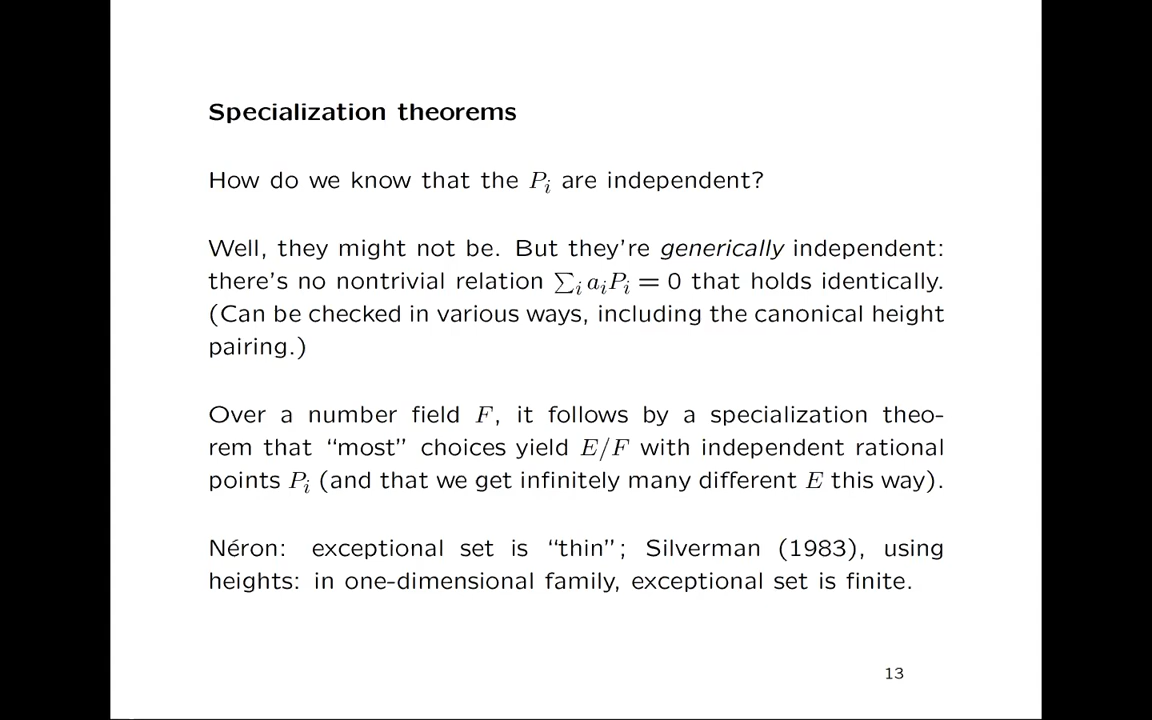 Specialization theorems
How do we know that the P_i are independent?
Well, they might not be. But they're generically independent:
there's no nontrivial relation ∑_i a_i P_i = 0 that holds identically.
(Can be checked in various ways, including the canonical height
pairing.)
Over a number field F, it follows by a specialization theo-
rem that “most” choices yield E/F with independent rational
points P_i (and that we get infinitely many different E this way).
Néron: exceptional set is “thin”; Silverman (1983), using
heights: in one-dimensional family, exceptional set is finite.
13